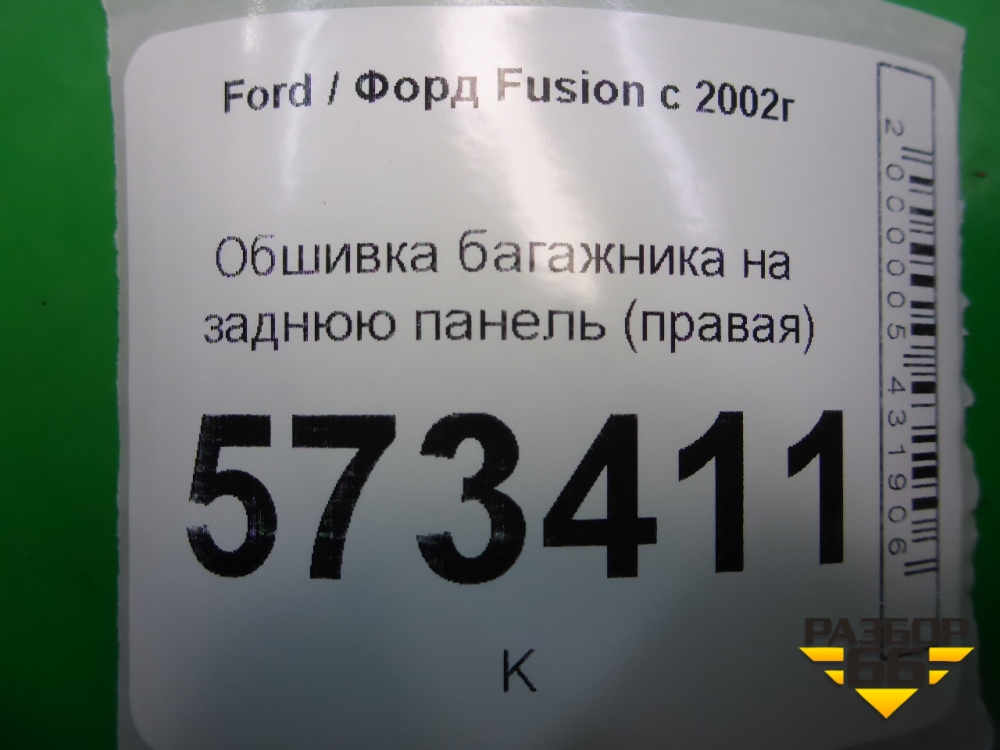 Ford / Форд Fusion с 2002г
Обшивка багажника на
заднюю панель (правая)
573411
К
2000005431906
РАЗБОР
66